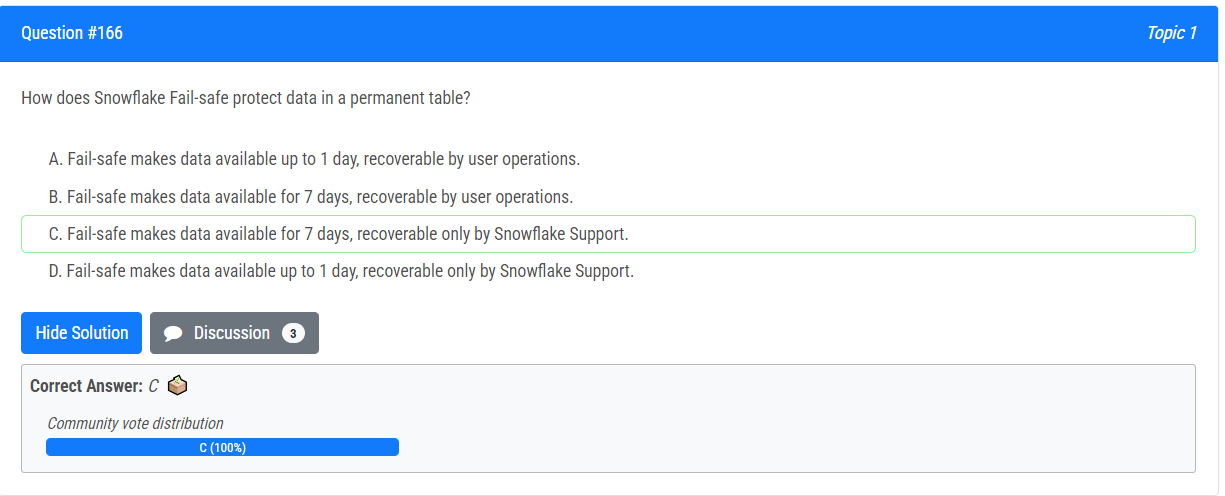 Question #166 Topic 1
How does Snowflake Fail-safe protect data in a permanent table?
A. Fail-safe makes data available up to 1 day, recoverable by user operations.
B. Fail-safe makes data available for 7 days, recoverable by user operations.
C. Fail-safe makes data available for 7 days, recoverable only by Snowflake Support.
D. Fail-safe makes data available up to 1 day, recoverable only by Snowflake Support.
Hide Solution Discussion 3
Correct Answer: C
Community vote distribution
C (100%)